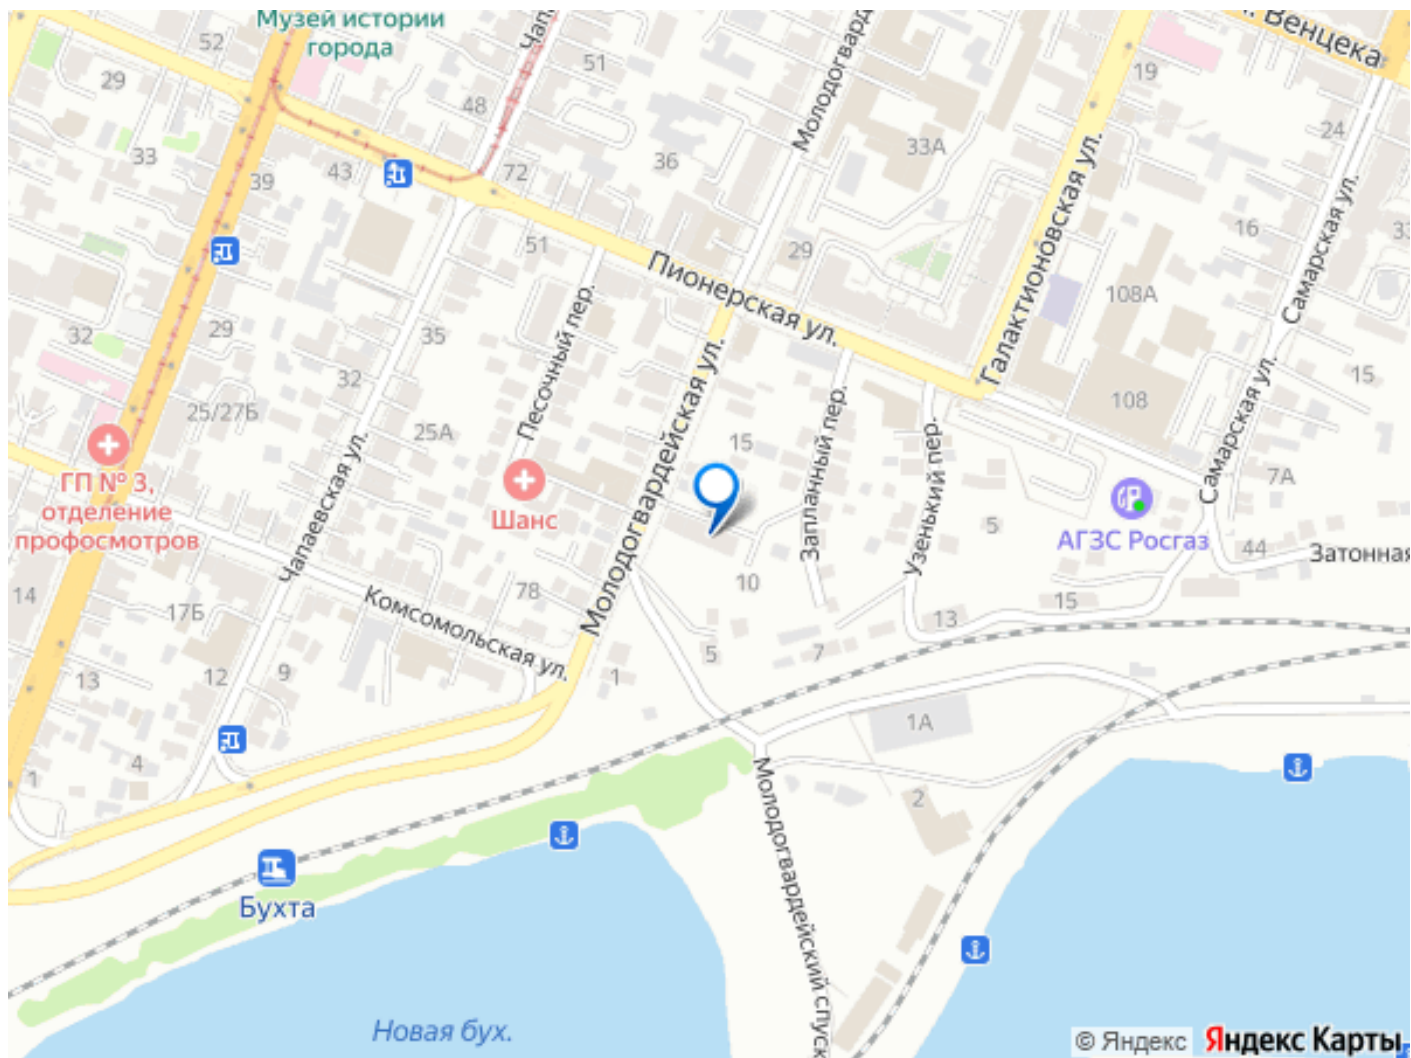 Музей истории
города
Чапа
Молодогвард
Венцека
52
29
51
48
19
24
33
43
39
72
36
33А
Галактионовская ул.
Самарская ул.
16
33
51
29
Пионерская ул.
108А
32
29
35
Песочный пер.
32
25/27Б
25А
Чапаевская ул.
Молодогвардейская ул.
15
Запланный пер.
Узенький пер.
108
15
Самарская ул.
7А
ГП № 3,
отделение
профосмотров
Шанс
5
АГЗС Росгаз
44
Затонная
14
17Б
Комсомольская ул.
78
10
15
13
13
12
9
1
5
7
1А
1
4
2
Молодогвардейский спуск
Бухта
Новая бух.
© Яндекс Яндекс Карты